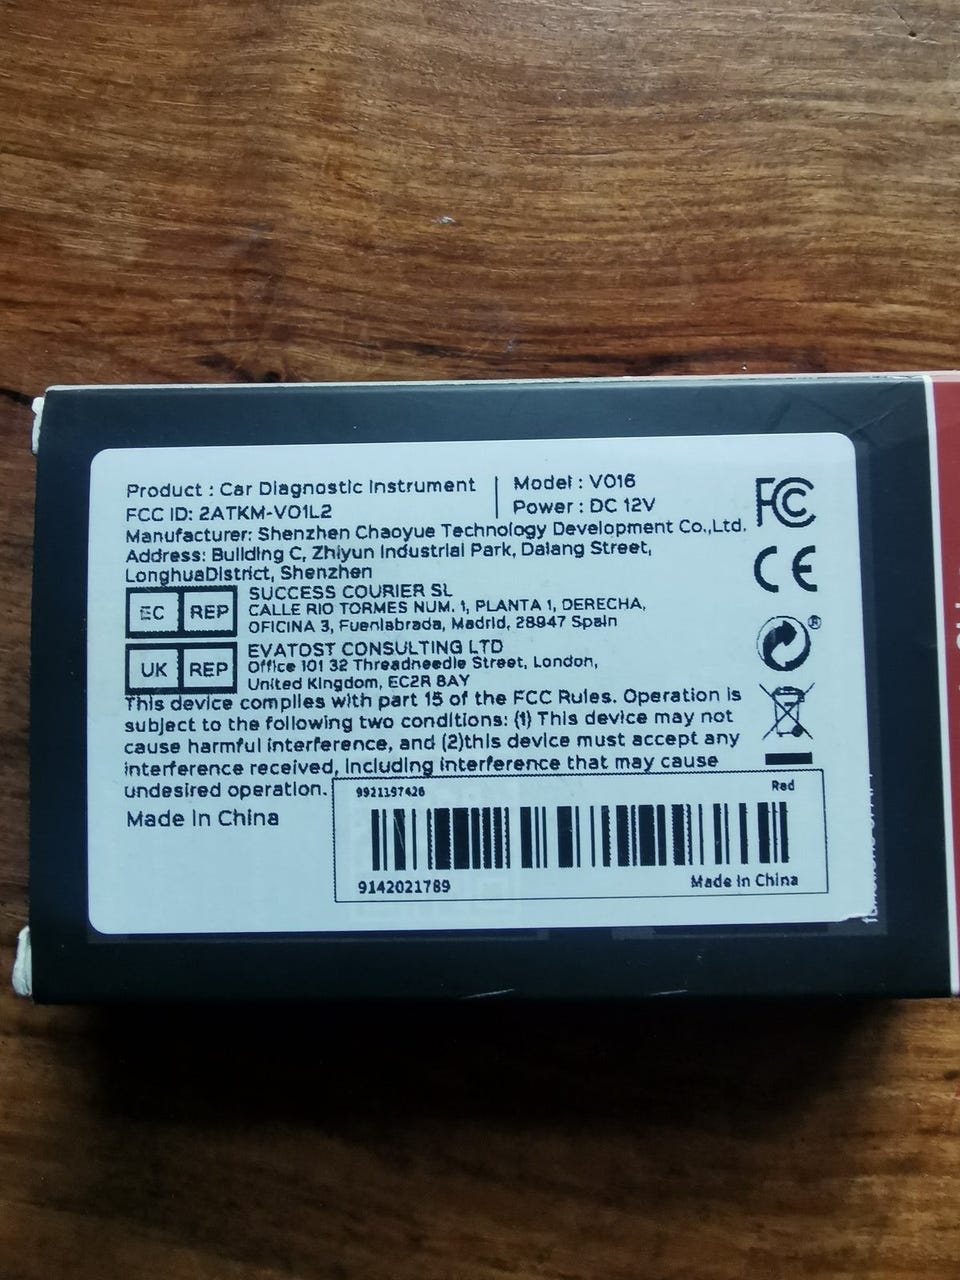 Product : Car Diagnostic Instrument
Model : V016
FCC ID: 2ATKM-V01L2
Power : DC 12V
Manufacturer: Shenzhen Chaoyue Technology Development Co.,Ltd.
Address: Building C, Zhiyun Industrial Park, Dalang Street,
LonghuaDistrict, Shenzhen
EC REP
SUCCESS COURIER SL
CALLE RIO TORMES NUM. 1, PLANTA 1, DERECHA,
OFICINA 3, Fuenlabrada, Madrid, 28947 Spain
UK REP
EVATOST CONSULTING LTD
Office 101 32 Threadneedle Street, London,
United Kingdom, EC2R 8AY
This device complies with part 15 of the FCC Rules. Operation is
subject to the following two conditions: (1) This device may not
cause harmful interference, and (2)this device must accept any
interference received, including interference that may cause
undesired operation.
Made in China
FC
CE
®
9921197426
Red
9142021789
Made in China